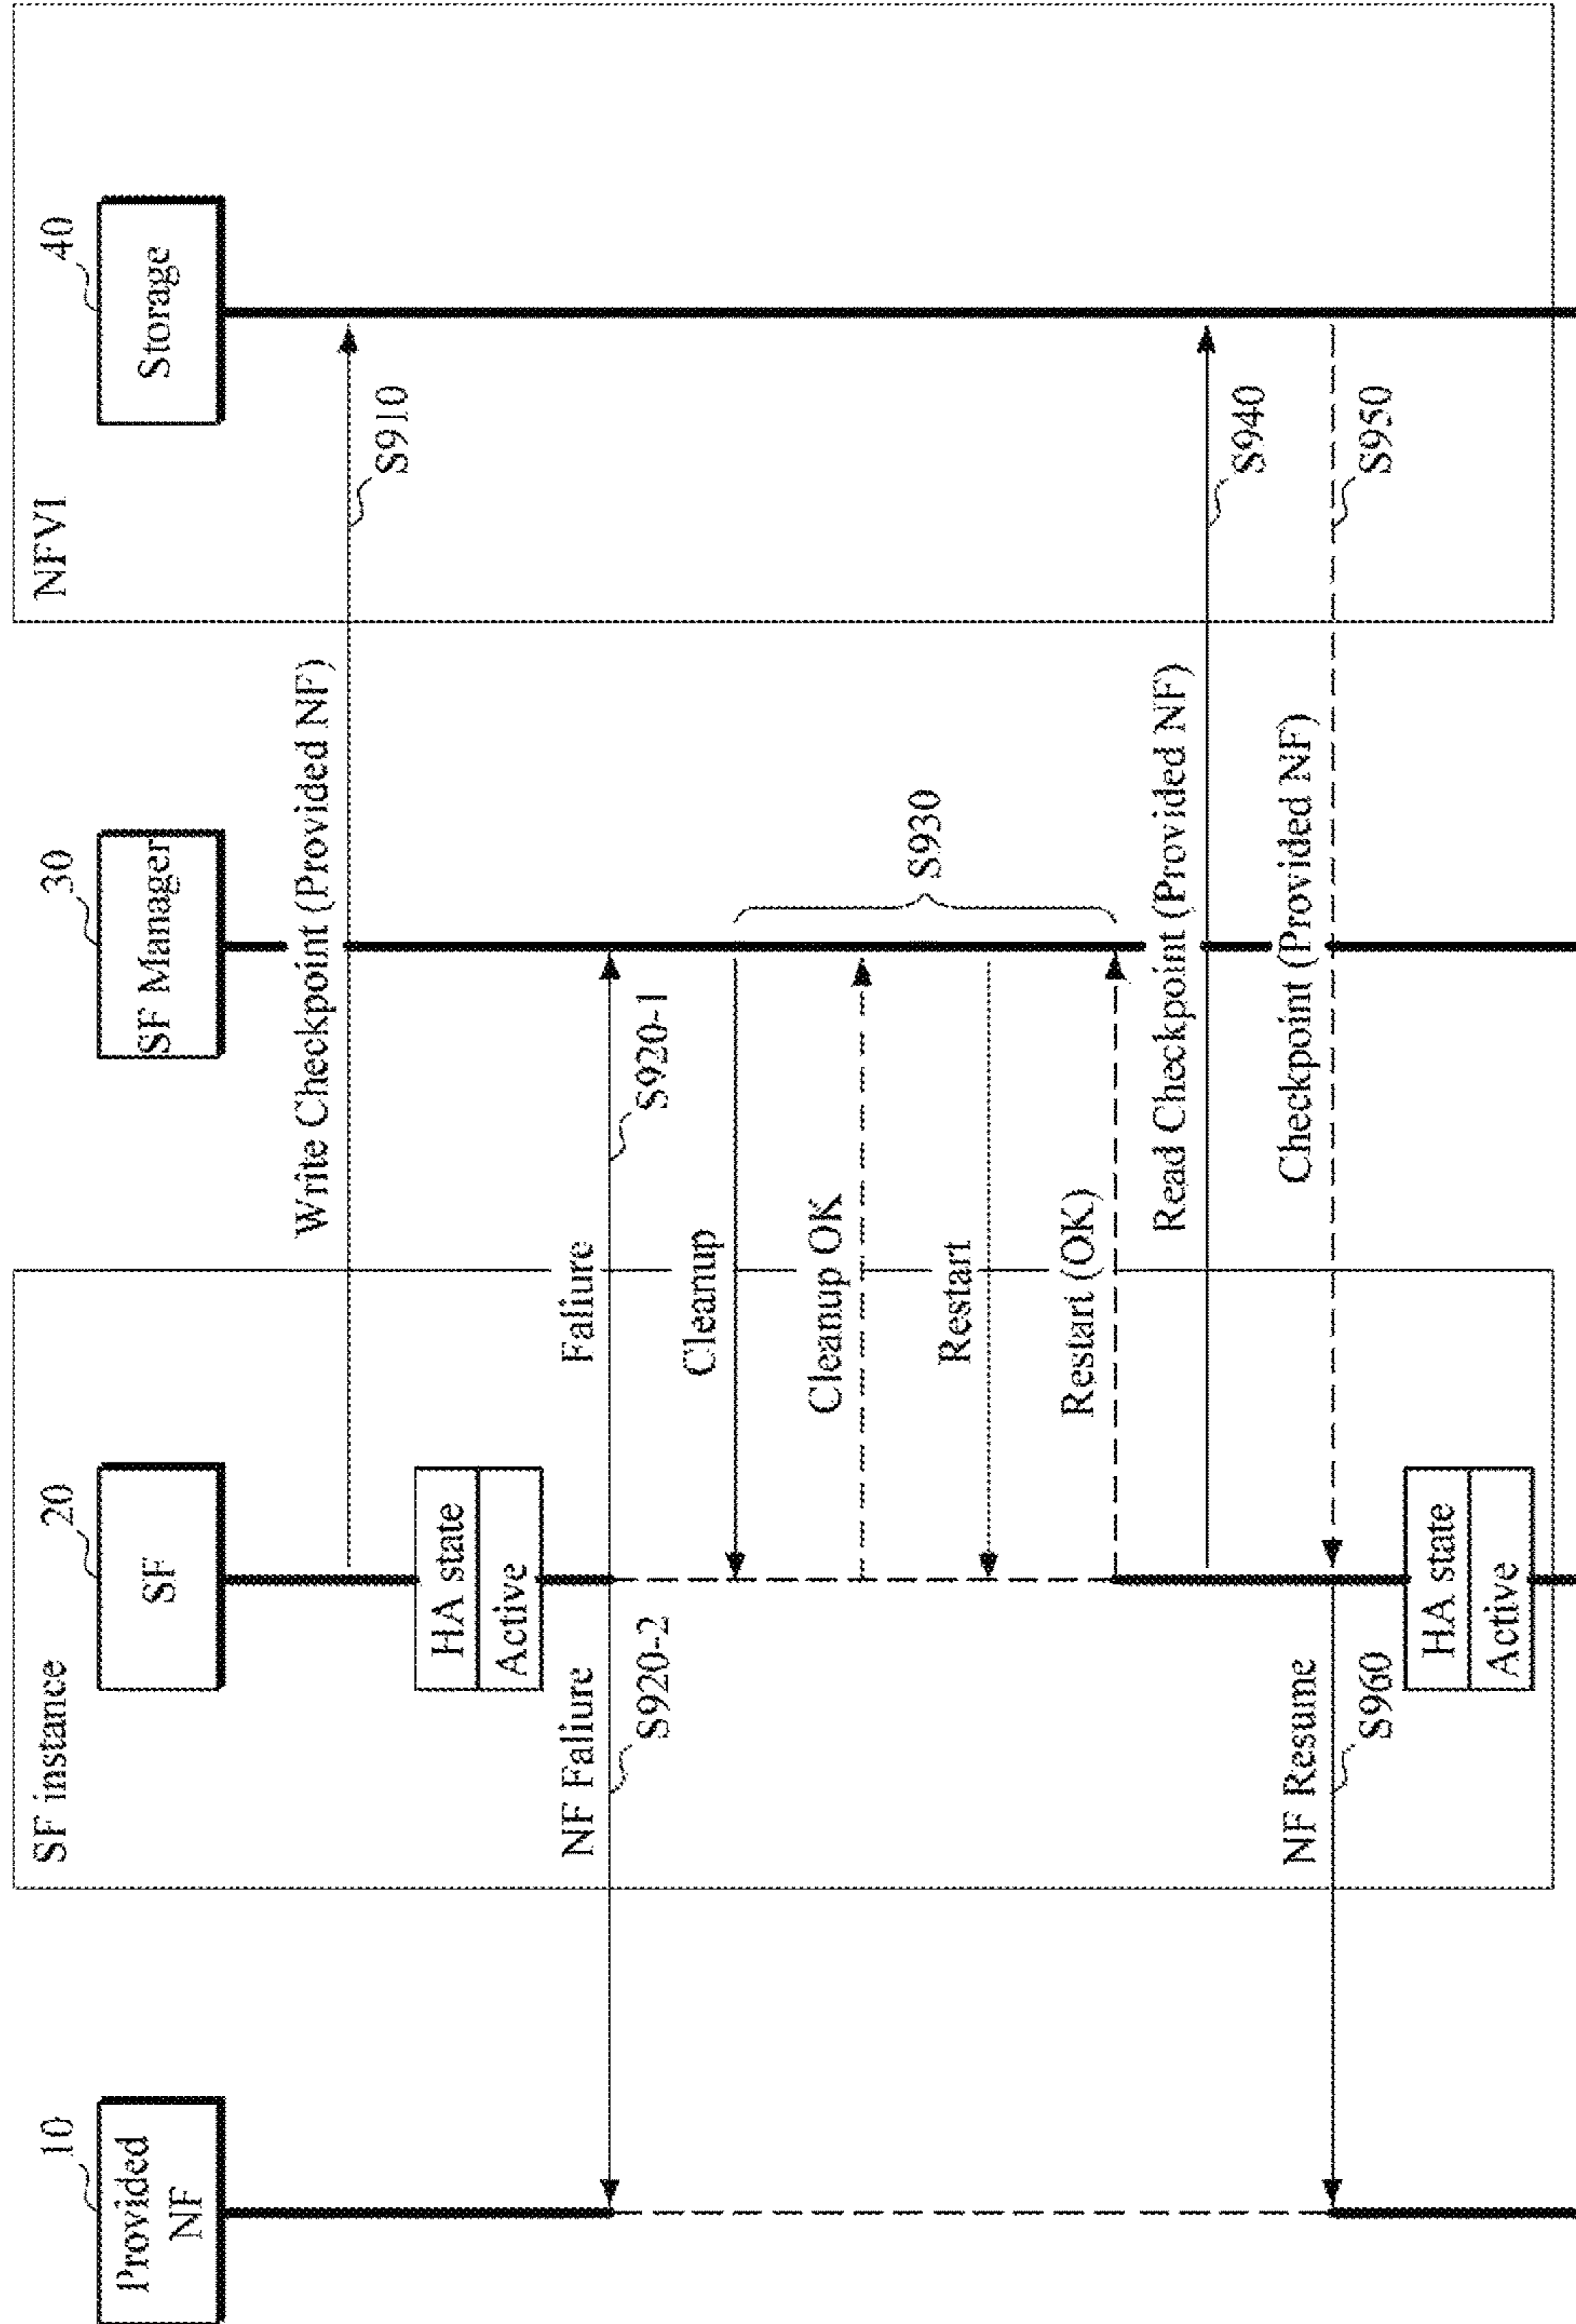 10
Provided
NF
SF instance
20
SF
30
SF Manager
NFVI
40
Storage
Write Checkpoint (Provided NF)
S910
HA state
Active
NF Faliure
S920-2
Faliure
S920-1
Cleanup
Cleanup OK
Restart
Restart (OK)
S930
Read Checkpoint (Provided NF)
S940
Checkpoint (Provided NF)
S950
NF Resume
S960
HA state
Active